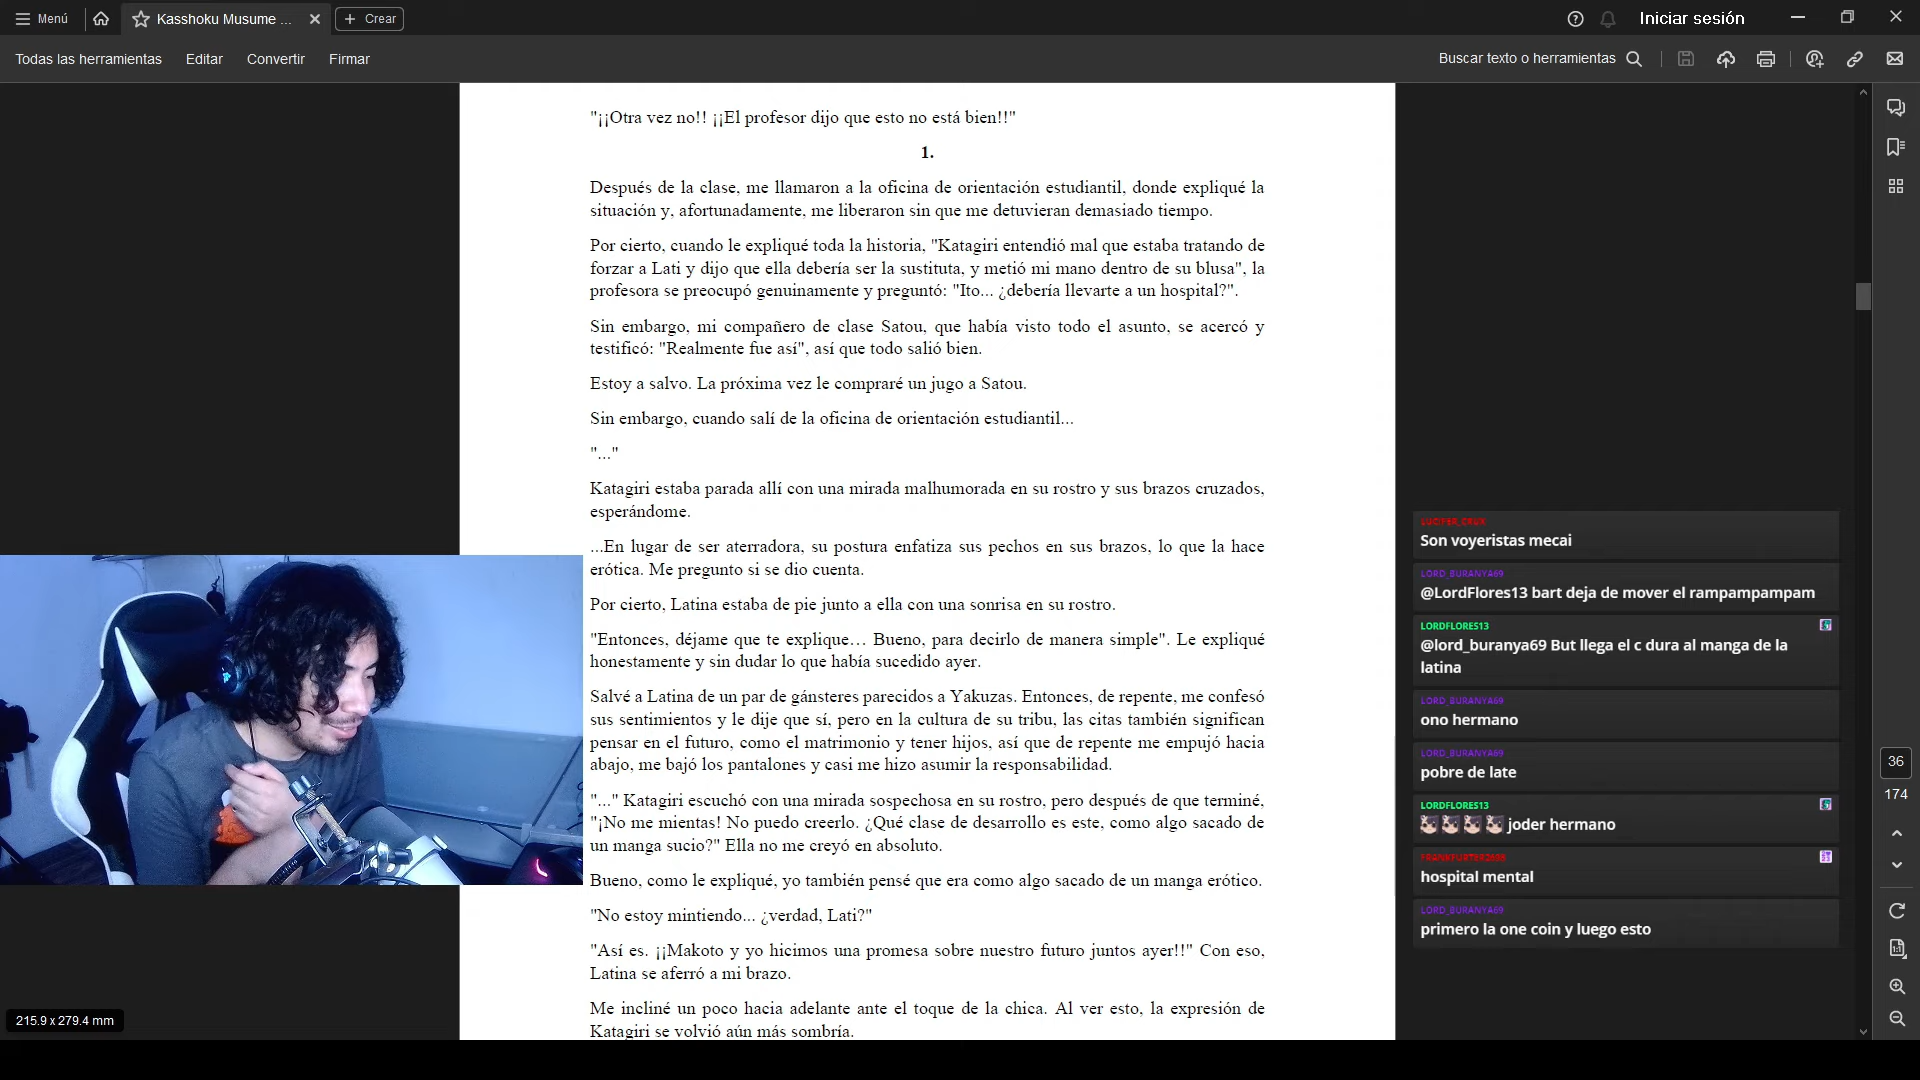 Menú
Kasshoku Musume ...
Crear
Iniciar sesión
Todas las herramientas
Editar
Convertir
Firmar
Buscar texto o herramientas
"¡¡Otra vez no!! ¡¡El profesor dijo que esto no está bien!!"
1.
Después de la clase, me llamaron a la oficina de orientación estudiantil, donde expliqué la
situación y, afortunadamente, me liberaron sin que me detuvieran demasiado tiempo.
Por cierto, cuando le expliqué toda la historia, "Katagiri entendió mal que estaba tratando de
forzar a Lati y dijo que ella debería ser la sustituta, y metió mi mano dentro de su blusa", la
profesora se preocupó genuinamente y preguntó: "Ito... ¿debería llevarte a un hospital?".
Sin embargo, mi compañero de clase Satou, que había visto todo el asunto, se acercó y
testificó: "Realmente fue así", así que todo salió bien.
Estoy a salvo. La próxima vez le compraré un jugo a Satou.
Sin embargo, cuando salí de la oficina de orientación estudiantil...
"..."
Katagiri estaba parada allí con una mirada malhumorada en su rostro y sus brazos cruzados,
esperándome.
...En lugar de ser aterradora, su postura enfatiza sus pechos en sus brazos, lo que la hace
erótica. Me pregunto si se dio cuenta.
Por cierto, Latina estaba de pie junto a ella con una sonrisa en su rostro.
"Entonces, déjame que te explique… Bueno, para decirlo de manera simple". Le expliqué
honestamente y sin dudar lo que había sucedido ayer.
Salvé a Latina de un par de gánsteres parecidos a Yakuzas. Entonces, de repente, me confesó
sus sentimientos y le dije que sí, pero en la cultura de su tribu, las citas también significan
pensar en el futuro, como el matrimonio y tener hijos, así que de repente me empujó hacia
abajo, me bajó los pantalones y casi me hizo asumir la responsabilidad.
"..." Katagiri escuchó con una mirada sospechosa en su rostro, pero después de que terminé,
"¡No me mientas! No puedo creerlo. ¿Qué clase de desarrollo es este, como algo sacado de
un manga sucio?" Ella no me creyó en absoluto.
Bueno, como le expliqué, yo también pensé que era como algo sacado de un manga erótico.
"No estoy mintiendo... ¿verdad, Lati?"
"Así es. ¡¡Makoto y yo hicimos una promesa sobre nuestro futuro juntos ayer!!" Con eso,
Latina se aferró a mi brazo.
Me incliné un poco hacia adelante ante el toque de la chica. Al ver esto, la expresión de
Katagiri se volvió aún más sombría.
LUCIFER_CRUX
Son voyeristas mecai
LORD_BURANYA69
@LordFlores13 bart deja de mover el rampampampam
LORDFLORES13
@lord_buranya69 But llega el c dura al manga de la
latina
LORD_BURANYA69
ono hermano
LORD_BURANYA69
pobre de late
LORDFLORES13
joder hermano
hospital mental
LORD_BURANYA69
primero la one coin y luego esto
36
174
215.9 x 279.4 mm